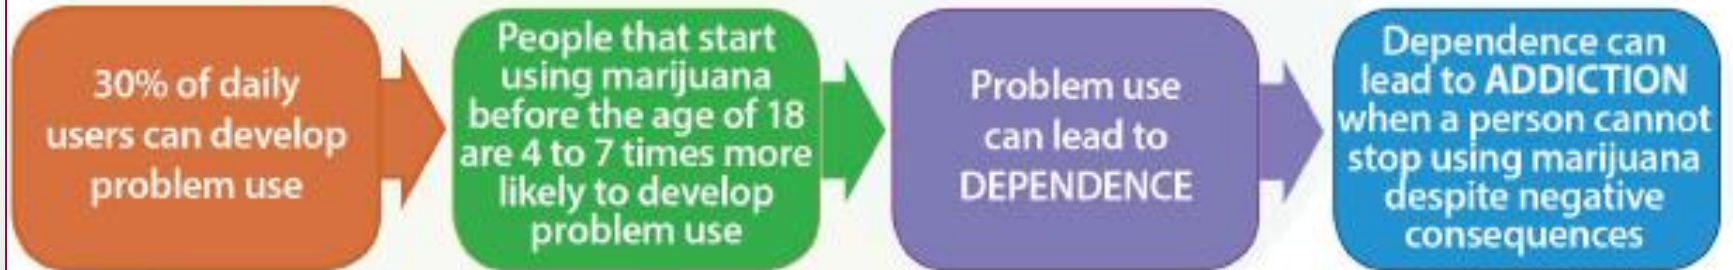 30% of daily
users can develop
problem use
People that start
using marijuana
before the age of 18
are 4 to 7 times more
likely to develop
problem use
Problem use
can lead to
DEPENDENCE
Dependence can
lead to ADDICTION
when a person cannot
stop using marijuana
despite negative
consequences